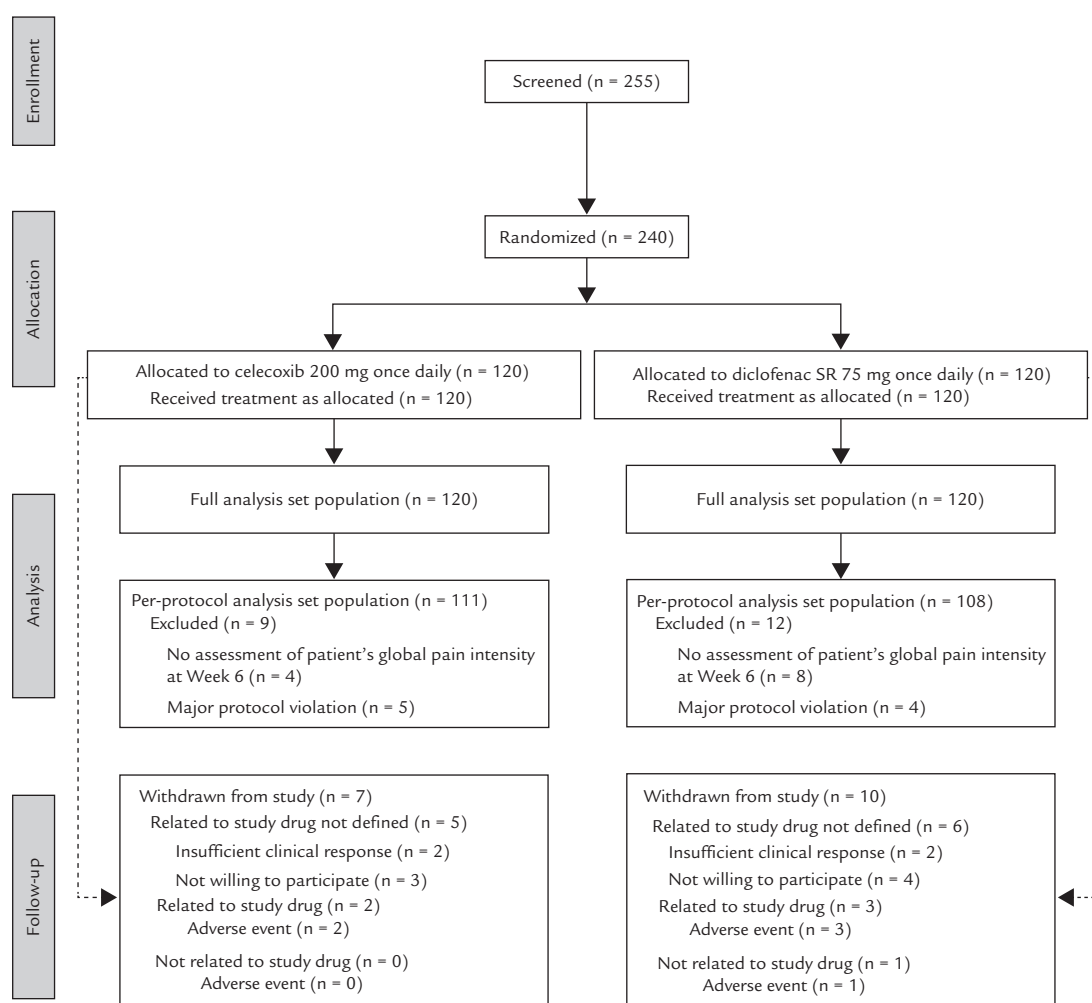 Enrollment
Screened (n = 255)
Allocation
Randomized (n = 240)
Allocated to celecoxib 200 mg once daily (n = 120)
Received treatment as allocated (n = 120)
Allocated to diclofenac SR 75 mg once daily (n = 120)
Received treatment as allocated (n = 120)
Analysis
Full analysis set population (n = 120)
Full analysis set population (n = 120)
Per-protocol analysis set population (n = 111)
Excluded (n = 9)
No assessment of patient's global pain intensity
at Week 6 (n = 4)
Major protocol violation (n = 5)
Per-protocol analysis set population (n = 108)
Excluded (n = 12)
No assessment of patient's global pain intensity
at Week 6 (n = 8)
Major protocol violation (n = 4)
Follow-up
Withdrawn from study (n = 7)
Related to study drug not defined (n = 5)
Insufficient clinical response (n = 2)
Not willing to participate (n = 3)
Related to study drug (n = 2)
Adverse event (n = 2)
Not related to study drug (n = 0)
Adverse event (n = 0)
Withdrawn from study (n = 10)
Related to study drug not defined (n = 6)
Insufficient clinical response (n = 2)
Not willing to participate (n = 4)
Related to study drug (n = 3)
Adverse event (n = 3)
Not related to study drug (n = 1)
Adverse event (n = 1)